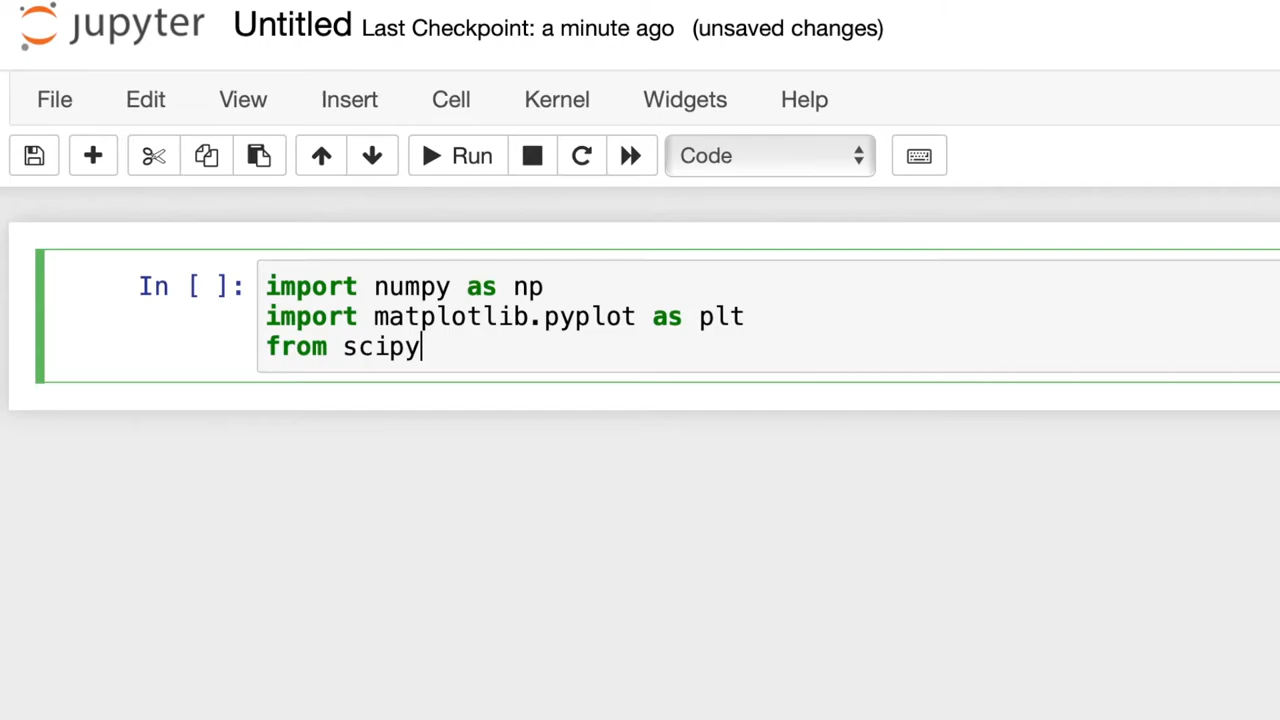 jupyter Untitled Last Checkpoint: a minute ago (unsaved changes)
File Edit View Insert Cell Kernel Widgets Help
Run Code
In [ ]: import numpy as np
import matplotlib.pyplot as plt
from scipy